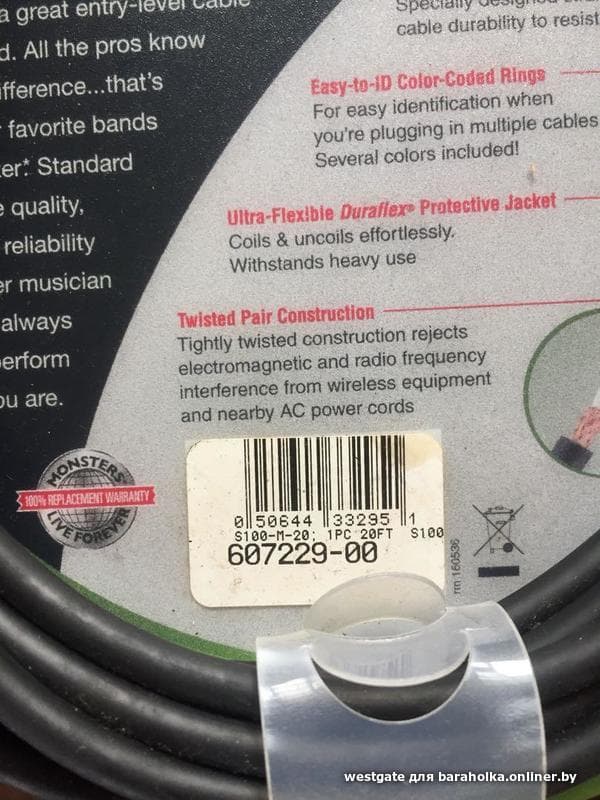 a great entry-level cable
d. All the pros know
ifference...that's
favorite bands
ter.* Standard
e quality,
reliability
er musician
always
perform
ou are.
Specially designed
cable durability to resist
Easy-to-ID Color-Coded Rings
For easy identification when
you're plugging in multiple cables
Several colors included!
Ultra-Flexible Duraflex® Protective Jacket
Coils & uncoils effortlessly.
Withstands heavy use
Twisted Pair Construction
Tightly twisted construction rejects
electromagnetic and radio frequency
interference from wireless equipment
and nearby AC power cords
MONSTERS
100% REPLACEMENT WARRANTY
LIVE FOREVER
0 50644 33295 1
S100-M-20: 1PC 20FT S100
607229-00
rm:160536
westgate для baraholka.onliner.by